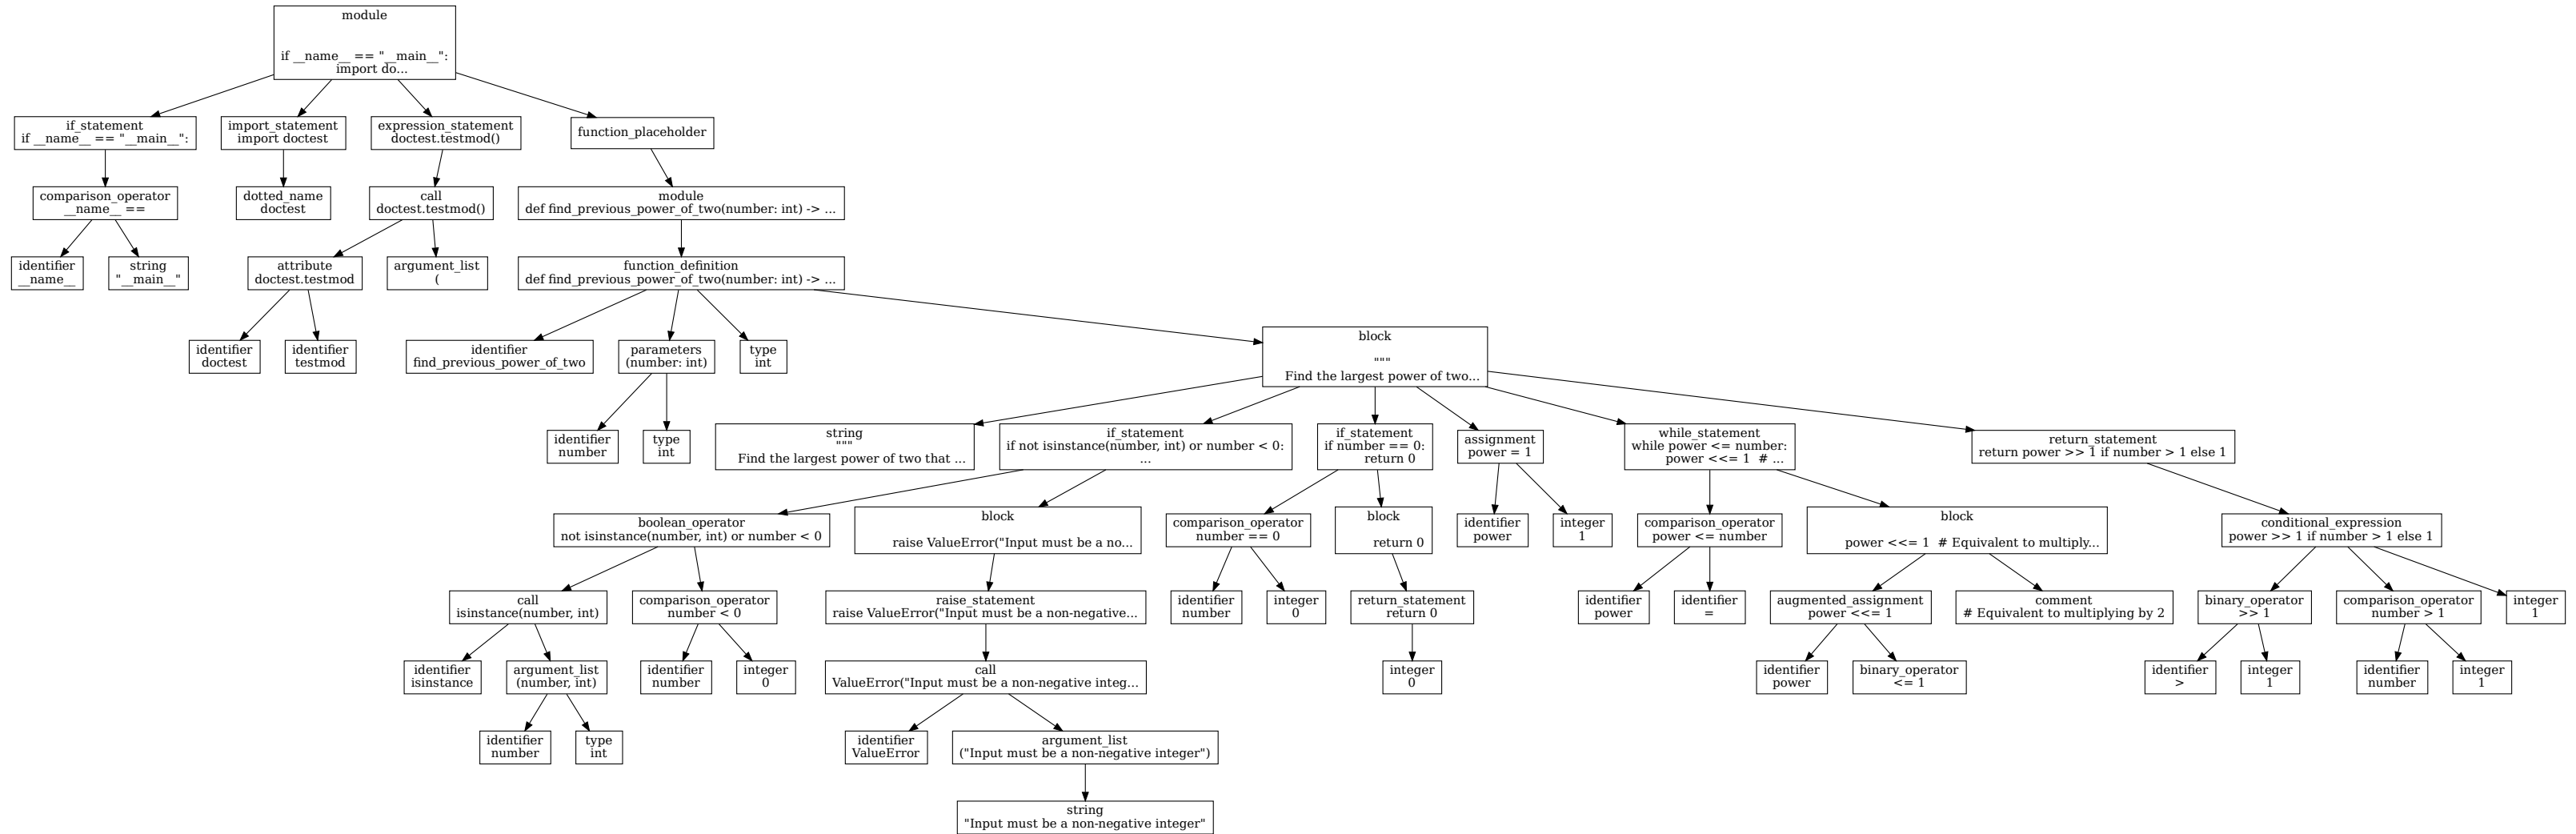 module
if __name__ == "__main__":
import do...
if_statement
if __name__ == "__main__":
import_statement
import doctest
expression_statement
doctest.testmod()
function_placeholder
comparison_operator
__name__ ==
dotted_name
doctest
call
doctest.testmod()
module
def find_previous_power_of_two(number: int) -> ...
identifier
__name__
string
"__main__"
attribute
doctest.testmod
argument_list
(
function_definition
def find_previous_power_of_two(number: int) -> ...
identifier
doctest
identifier
testmod
identifier
find_previous_power_of_two
parameters
(number: int)
type
int
block
"""
Find the largest power of two...
identifier
number
type
int
string
"""
Find the largest power of two that ...
if_statement
if not isinstance(number, int) or number < 0:
...
if_statement
if number == 0:
return 0
assignment
power = 1
while_statement
while power <= number:
power <<= 1  # ...
return_statement
return power >> 1 if number > 1 else 1
boolean_operator
not isinstance(number, int) or number < 0
block
raise ValueError("Input must be a no...
comparison_operator
number == 0
block
return 0
identifier
power
integer
1
comparison_operator
power <= number
block
power <<= 1  # Equivalent to multiply...
conditional_expression
power >> 1 if number > 1 else 1
call
isinstance(number, int)
comparison_operator
number < 0
raise_statement
raise ValueError("Input must be a non-negative...
identifier
number
integer
0
return_statement
return 0
identifier
power
identifier
=
augmented_assignment
power <<= 1
comment
# Equivalent to multiplying by 2
binary_operator
>> 1
comparison_operator
number > 1
integer
1
identifier
isinstance
argument_list
(number, int)
identifier
number
integer
0
call
ValueError("Input must be a non-negative integ...
integer
0
identifier
power
binary_operator
<= 1
identifier
>
integer
1
identifier
number
integer
1
identifier
number
type
int
identifier
ValueError
argument_list
("Input must be a non-negative integer")
string
"Input must be a non-negative integer"